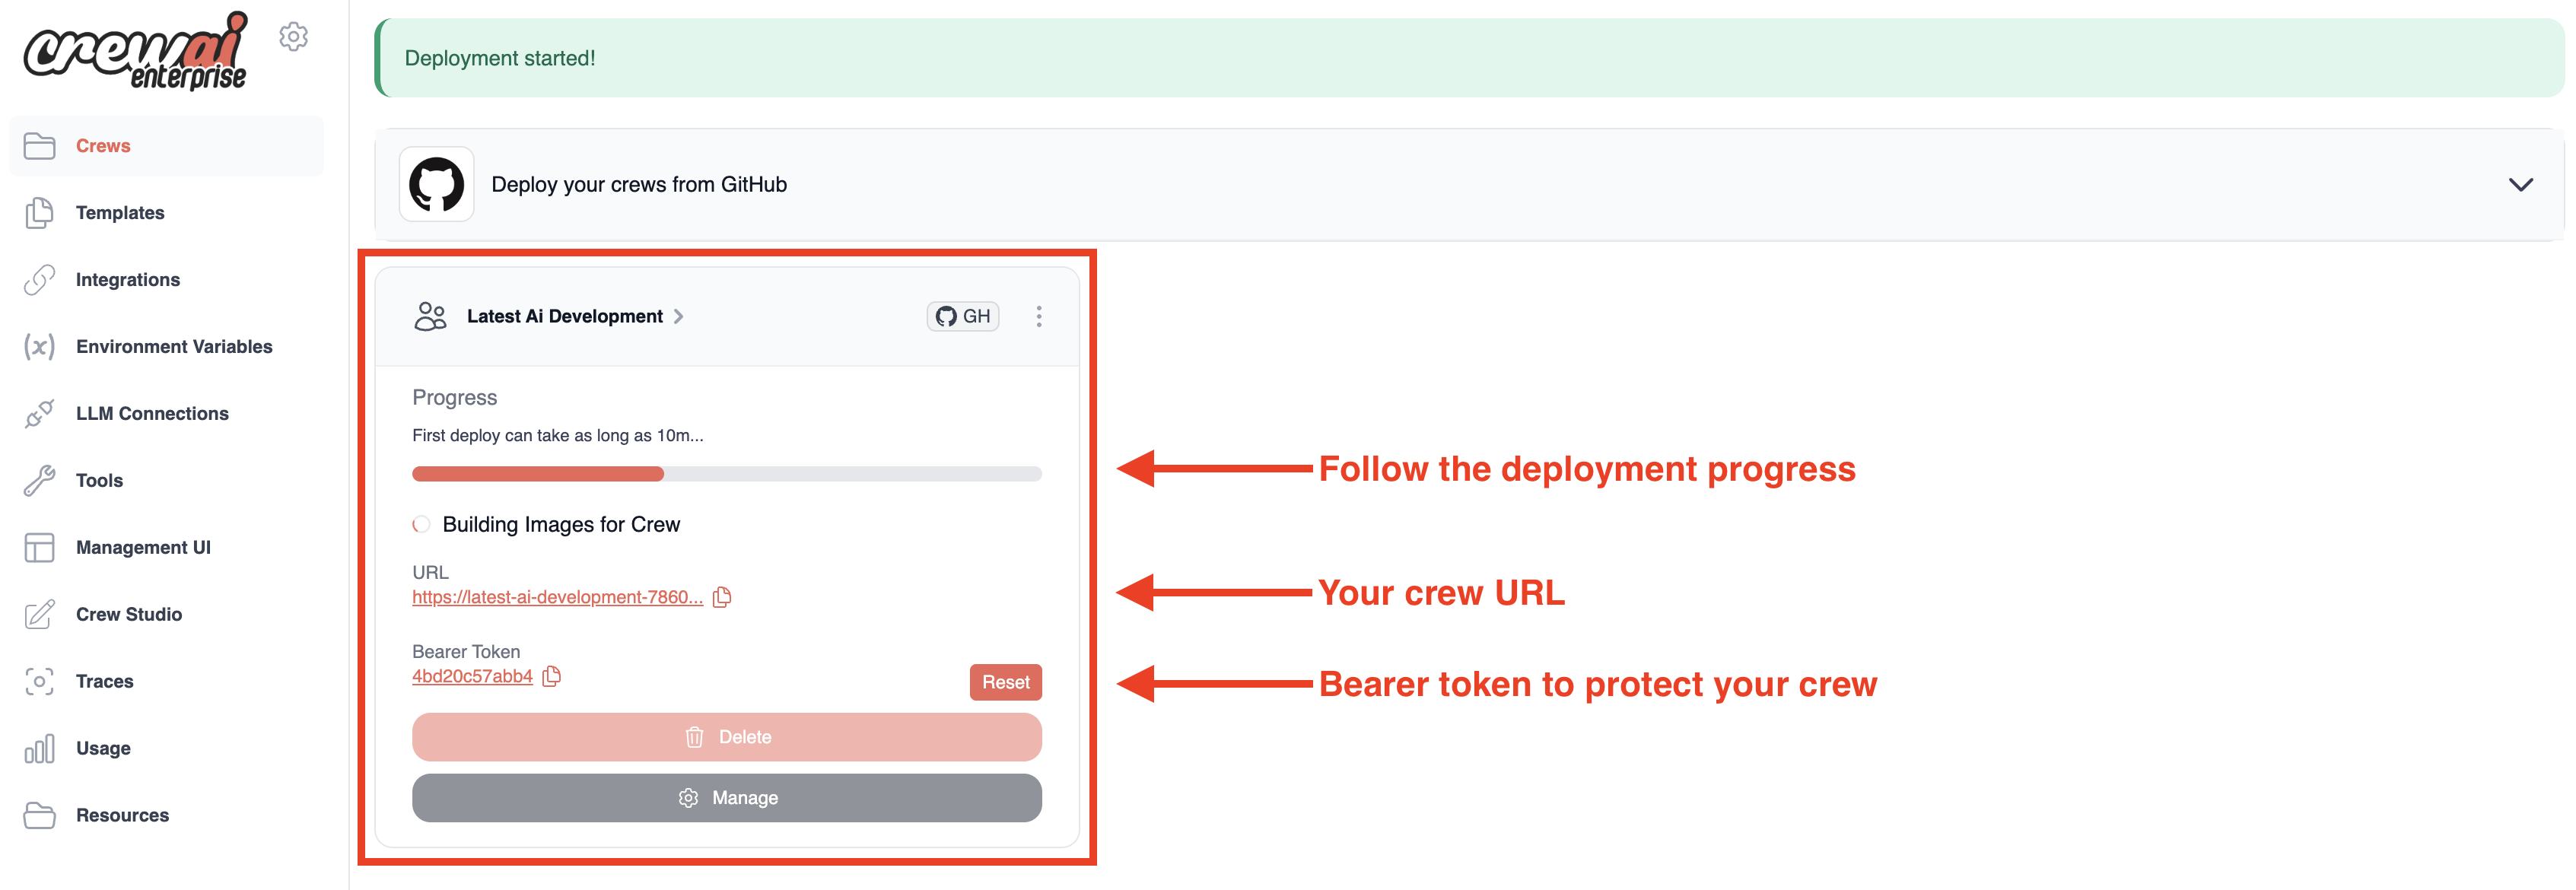 crewai
enterprise
Crews
Templates
Integrations
Environment Variables
LLM Connections
Tools
Management UI
Crew Studio
Traces
Usage
Resources
Deployment started!
Deploy your crews from GitHub
Latest Ai Development
GH
Progress
First deploy can take as long as 10m...
Building Images for Crew
URL
https://latest-ai-development-7860...
Bearer Token
4bd20c57abb4
Reset
Delete
Manage
Follow the deployment progress
Your crew URL
Bearer token to protect your crew